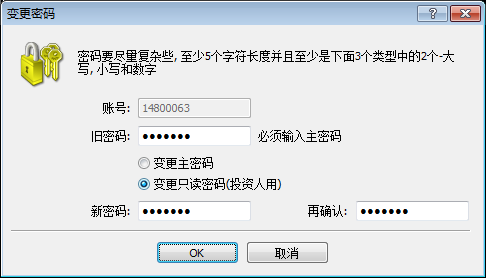 变更密码
密码要尽量复杂些, 至少5个字符长度并且至少是下面3个类型中的2个-大
写, 小写和数字
账号: 14800063
旧密码: ●●●●●●● 必须输入主密码
变更主密码
变更只读密码(投资人用)
新密码: ●●●●●●● 再确认: ●●●●●●●
OK 取消